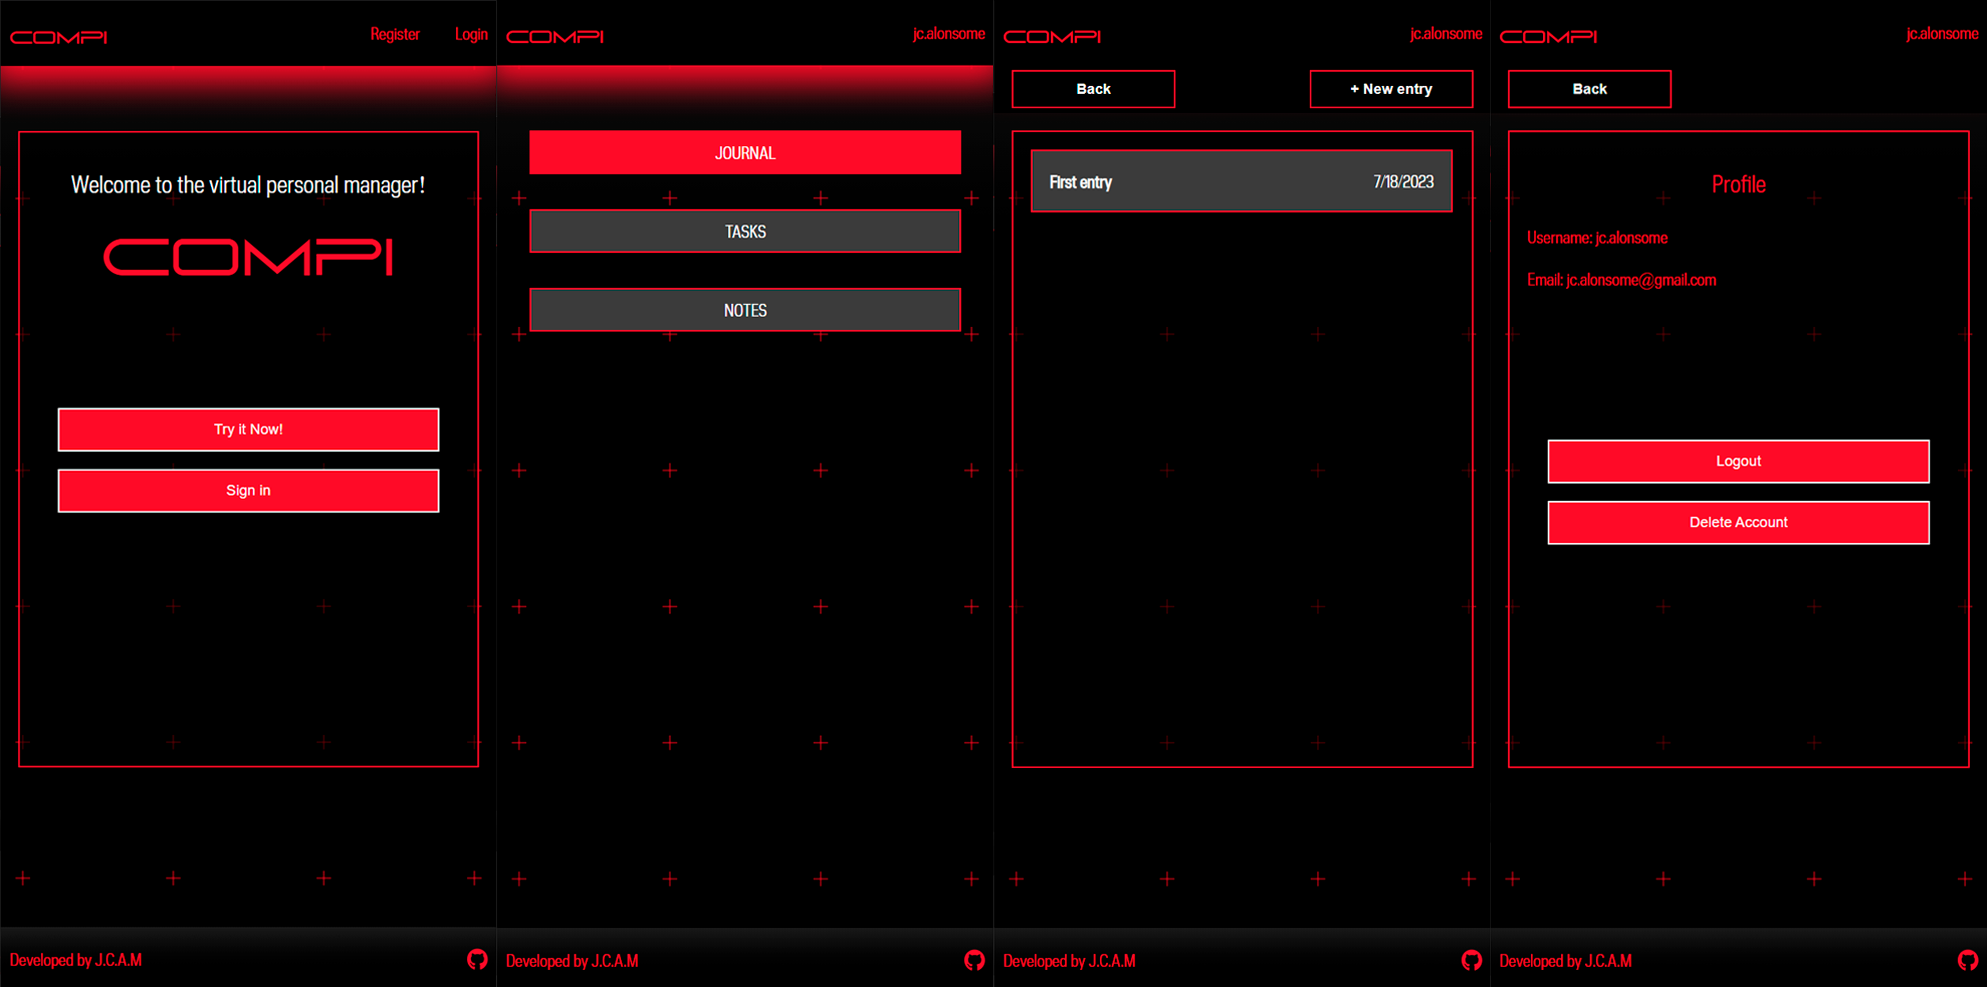 COMPI
Register Login
Welcome to the virtual personal manager!
COMPI
Try it Now!
Sign in
Developed by J.C.A.M
COMPI
jc.alonsome
JOURNAL
TASKS
NOTES
Developed by J.C.A.M
COMPI
jc.alonsome
Back
+ New entry
First entry 7/18/2023
Developed by J.C.A.M
COMPI
jc.alonsome
Back
Profile
Username: jc.alonsome
Email: jc.alonsome@gmail.com
Logout
Delete Account
Developed by J.C.A.M